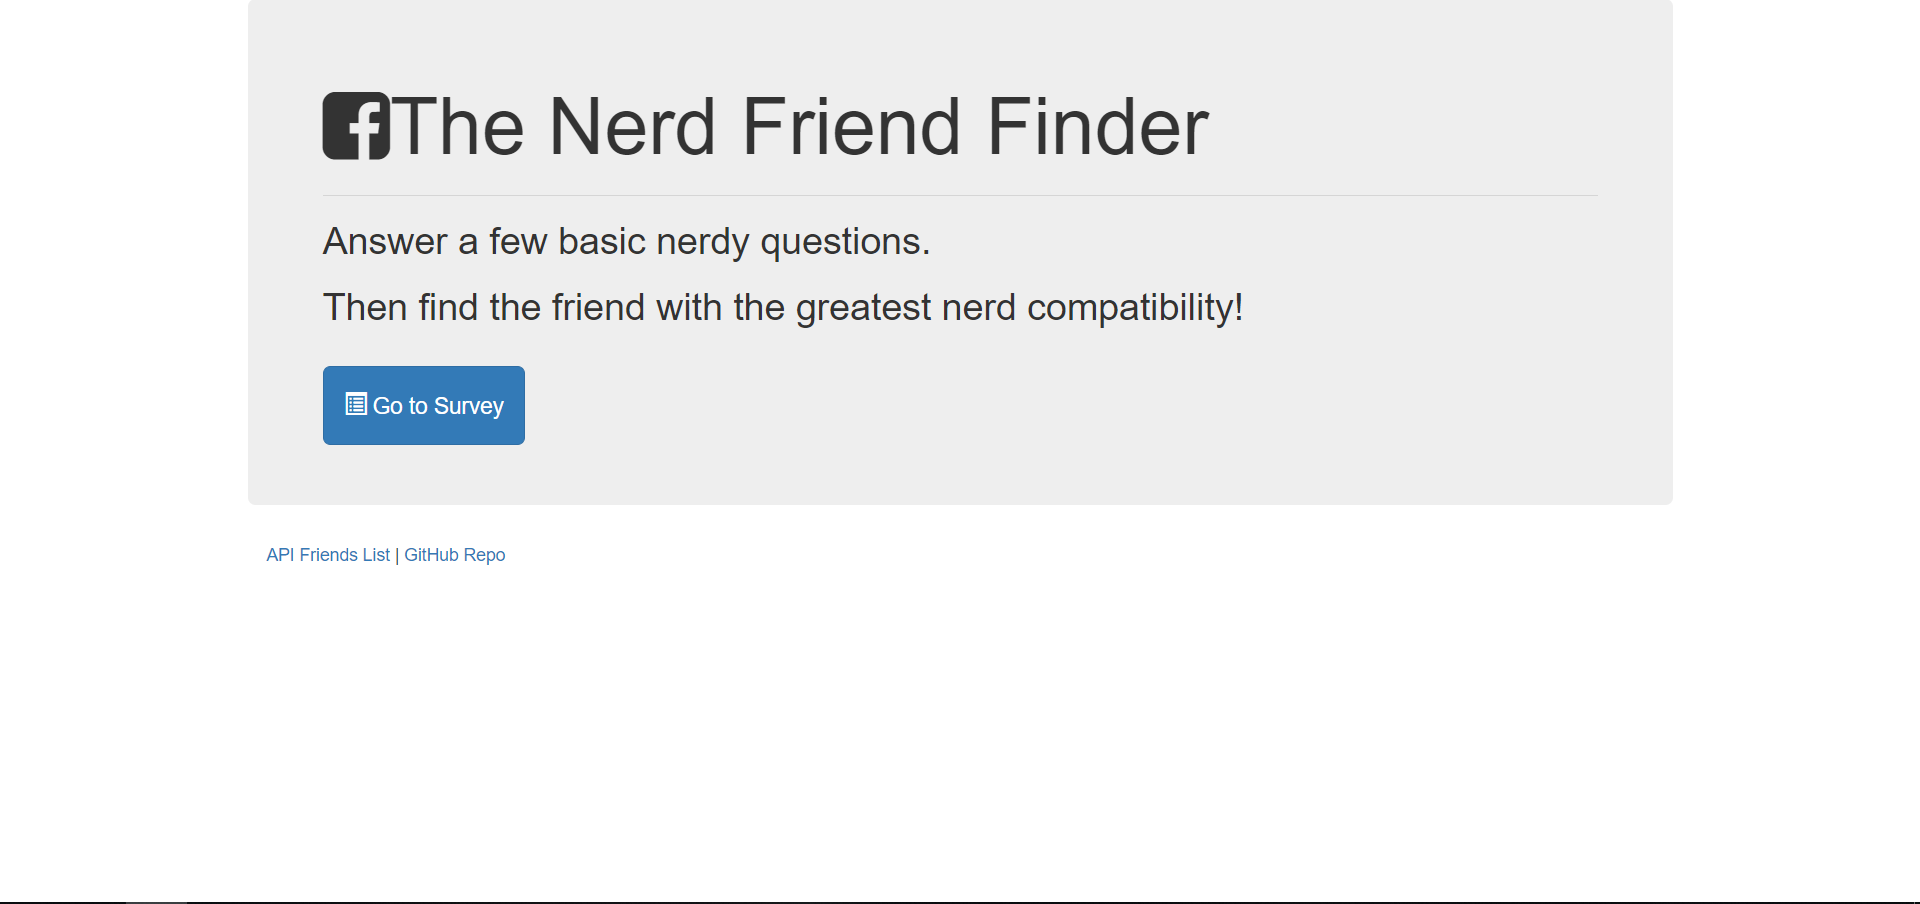 The Nerd Friend Finder
Answer a few basic nerdy questions.
Then find the friend with the greatest nerd compatibility!
Go to Survey
API Friends List | GitHub Repo